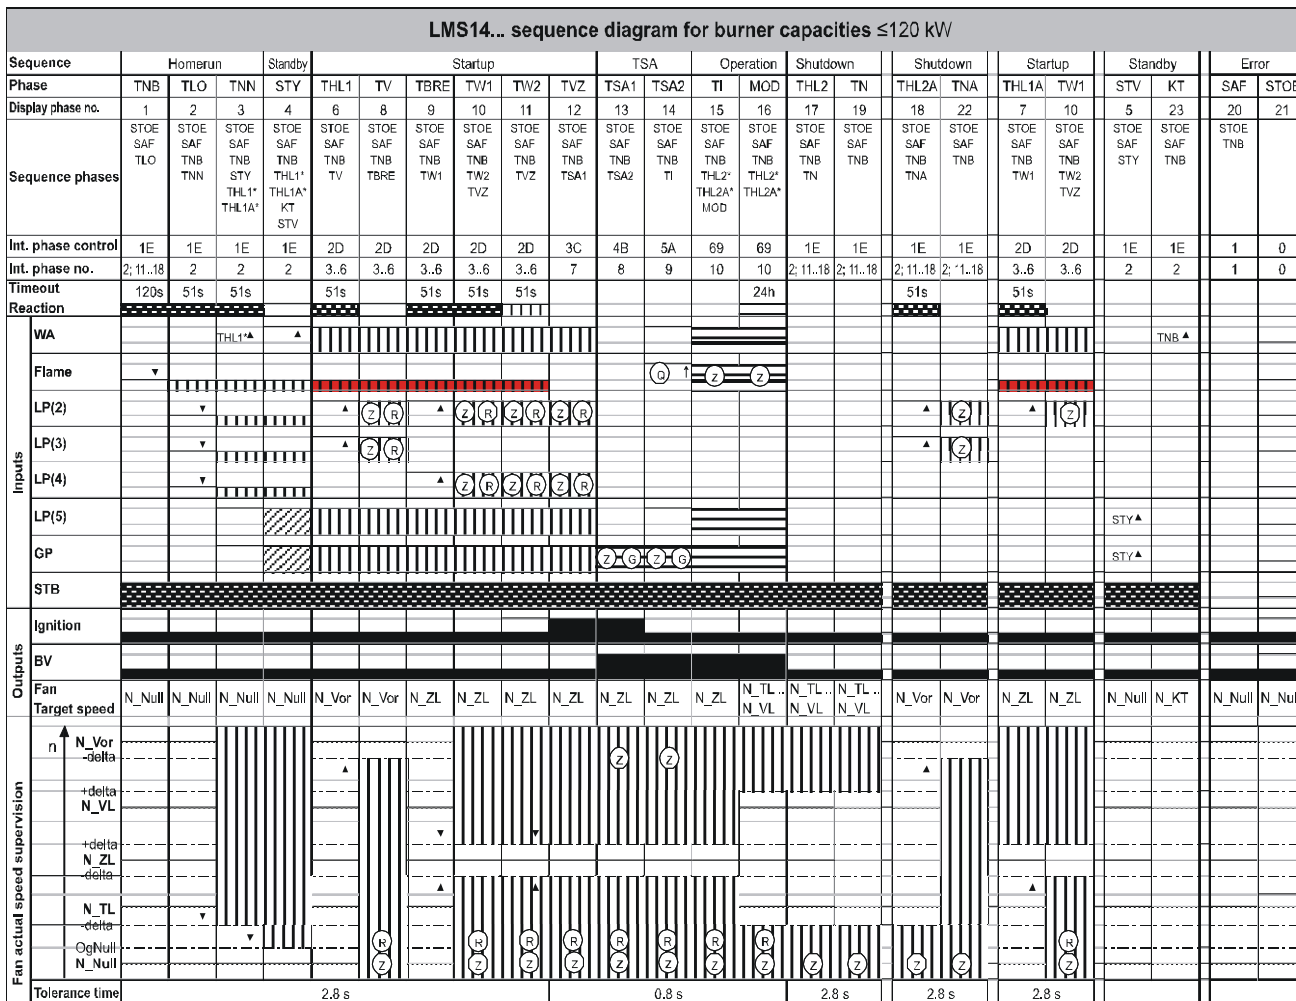 LMS14... sequence diagram for burner capacities ≤120 kW
Sequence Homerun Standby Startup TSA Operation Shutdown Shutdown Startup Standby Error
Phase TNB TLO TNN STY THL1 TV TBRE TW1 TW2 TVZ TSA1 TSA2 TI MOD THL2 TN THL2A TNA THL1A TW1 STV KT SAF STOE
Display phase no. 1 2 3 4 6 8 9 10 11 12 13 14 15 16 17 19 18 22 7 10 5 23 20 21
STOE STOE STOE STOE STOE STOE STOE STOE STOE STOE STOE STOE STOE STOE STOE STOE STOE STOE STOE STOE STOE STOE STOE
SAF SAF SAF SAF SAF SAF SAF SAF SAF SAF SAF SAF SAF SAF SAF SAF SAF SAF SAF SAF SAF SAF TNB
TLO TNB TNB TNB TNB TNB TNB TNB TNB TNB TNB TNB TNB TNB TNB TNB TNB TNB TNB TNB STY TNB
Sequence phases TNN STY THL1* TV TBRE TW1 TW2 TVZ TSA1 TSA2 TI THL2* THL2* TN TNA TW1 TW2
THL1* THL1A* TVZ THL2A* THL2A* TVZ
THL1A* KT MOD
STV
Int. phase control 1E 1E 1E 1E 2D 2D 2D 2D 2D 3C 4B 5A 69 69 1E 1E 1E 1E 2D 2D 1E 1E 1 0
Int. phase no. 2; 11..18 2 2 2 3..6 3..6 3..6 3..6 3..6 7 8 9 10 10 2; 11..18 2; 11..18 2; 11..18 2; 11..18 3..6 3..6 2 2 1 0
Timeout 120s 51s 51s 51s 51s 51s 51s 24h 51s 51s
Reaction
Inputs
WA THL1* TNB
Flame Q Z Z
LP(2) Z R Z R Z R Z R Z Z
LP(3) Z R Z
LP(4) Z R Z R Z R
LP(5) STY
GP Z G Z G STY
STB
Outputs
Ignition
BV
Fan N_TL .. N_TL .. N_TL ..
Target speed N_Null N_Null N_Null N_Null N_Vor N_Vor N_ZL N_ZL N_ZL N_ZL N_ZL N_ZL N_ZL N_VL N_VL N_VL N_Vor N_Vor N_ZL N_ZL N_Null N_KT N_Null N_Nul
Fan actual speed supervision
n
N_Vor
-delta Z Z
+delta
N_VL
+delta
N_ZL
-delta
N_TL
-delta
OgNull R R R R R R R R R
N_Null Z Z Z Z Z Z Z Z Z Z Z Z Z
Tolerance time 2.8 s 0.8 s 2.8 s 2.8 s 2.8 s